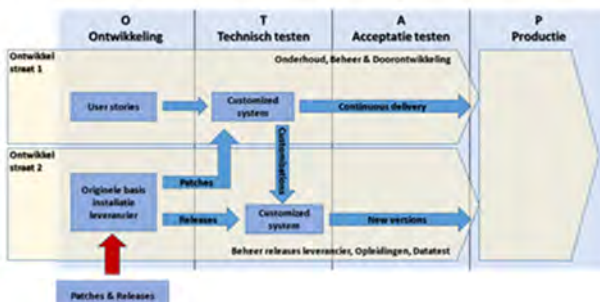 O
Ontwikkeling
T
Technisch testen
A
Acceptatie testen
P
Productie
Ontwikkel
straat 1
Onderhoud, Beheer & Doorontwikkeling
User stories
Customized
system
Continuous delivery
Customizations
Ontwikkel
straat 2
Originele basis
installatie
leverancier
Patches
Releases
Customized
system
New versions
Beheer releases leverancier, Opleidingen, Datatest
Patches & Releases